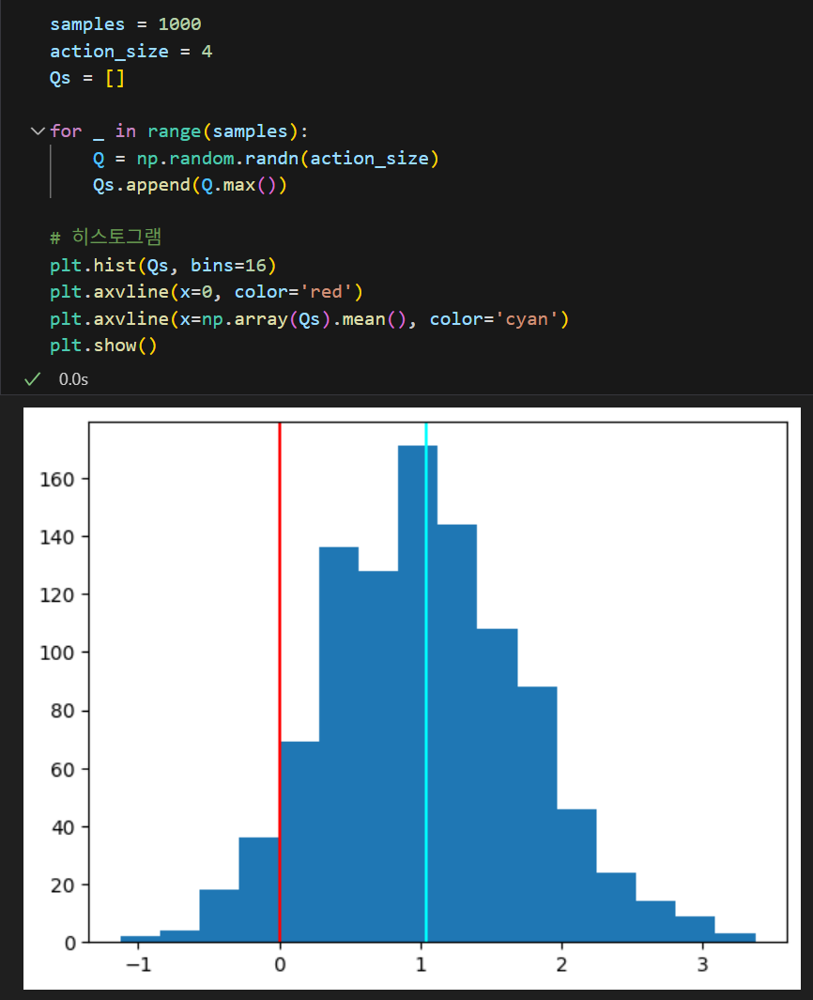 samples = 1000
action_size = 4
Qs = []
for _ in range(samples):
    Q = np.random.randn(action_size)
    Qs.append(Q.max())
# 히스토그램
plt.hist(Qs, bins=16)
plt.axvline(x=0, color='red')
plt.axvline(x=np.array(Qs).mean(), color='cyan')
plt.show()
0.0s
160
140
120
100
80
60
40
20
0
−1 0 1 2 3